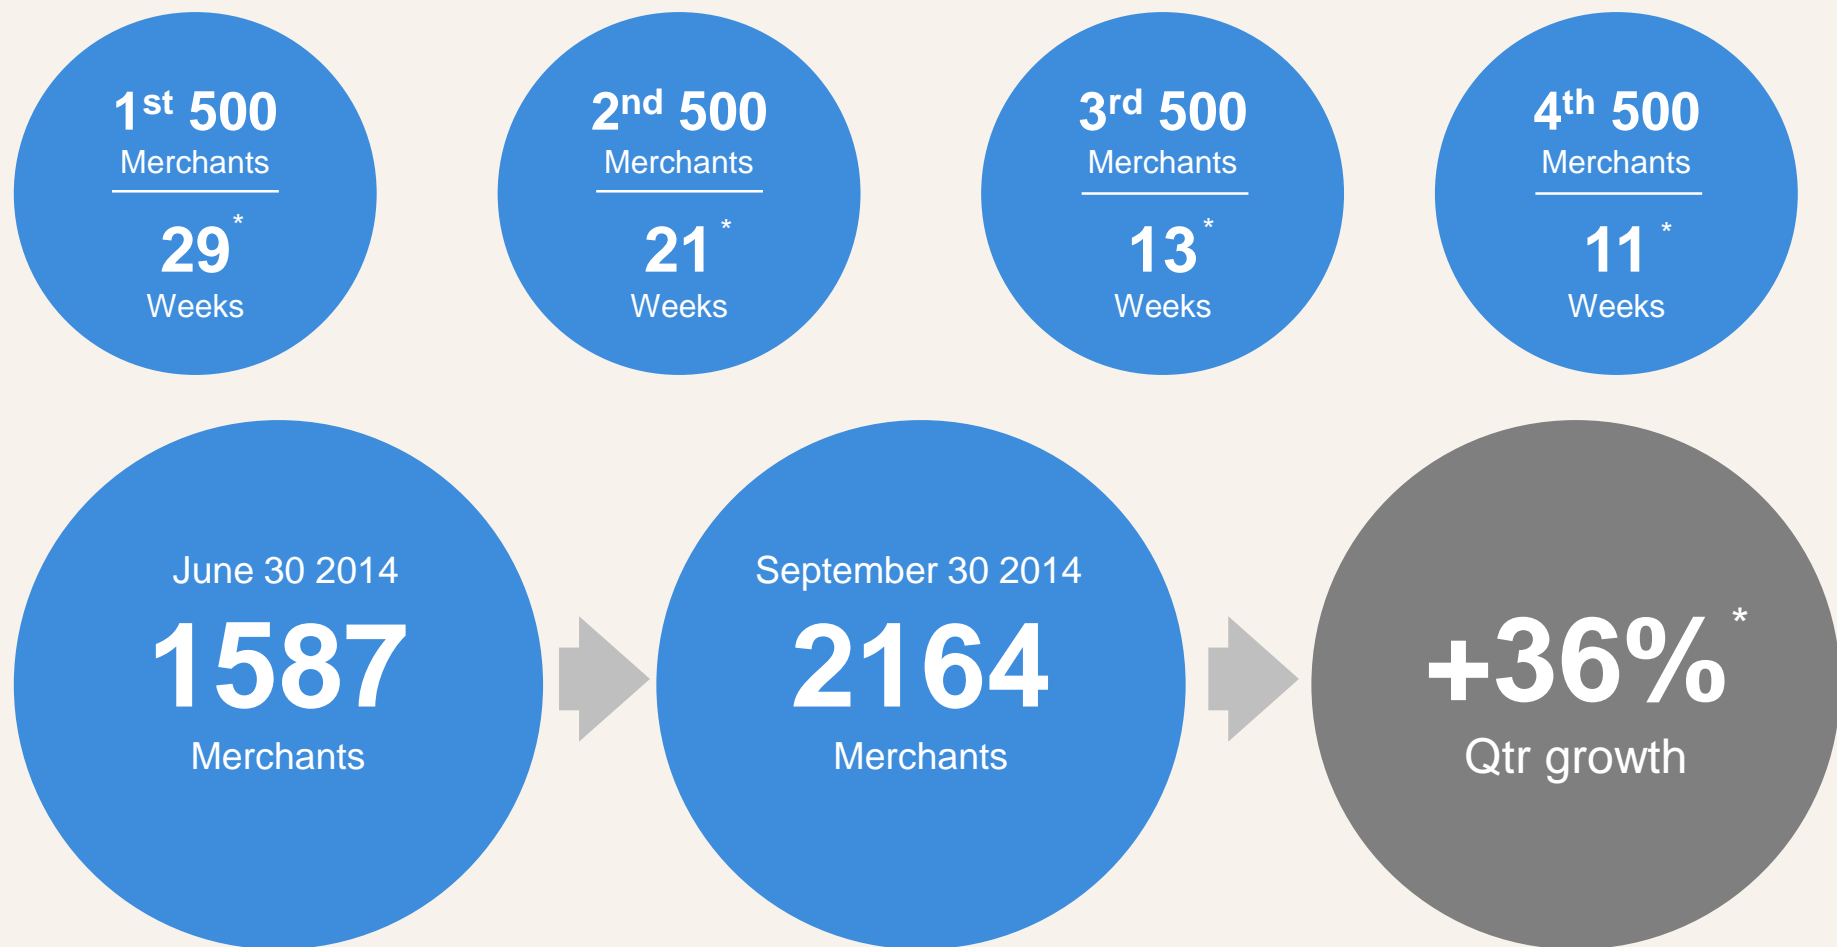 1st 500
Merchants
29*
Weeks
2nd 500
Merchants
21*
Weeks
3rd 500
Merchants
13*
Weeks
4th 500
Merchants
11*
Weeks
June 30 2014
1587
Merchants
September 30 2014
2164
Merchants
+36%*
Qtr growth